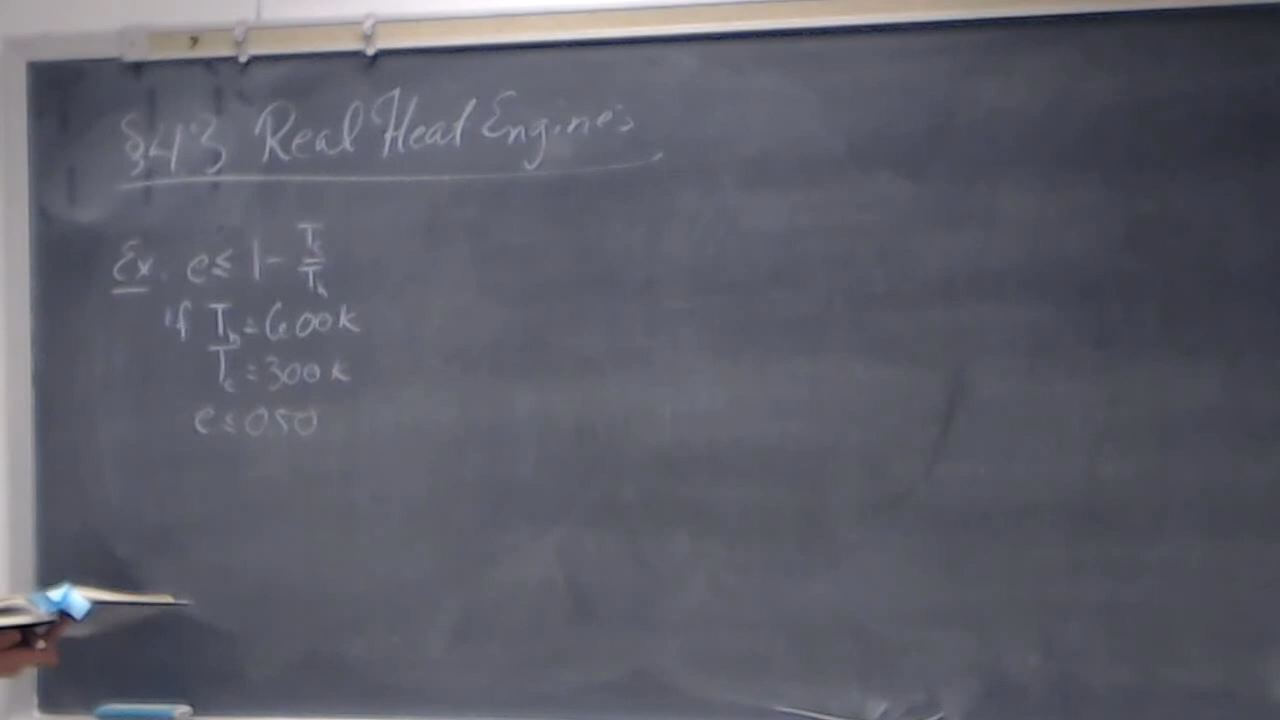 §4.3 Real Heat Engines
Ex. e ≤ 1 - Tc/Th
if Th = 600 K
Tc = 300 K
e ≤ 0.50